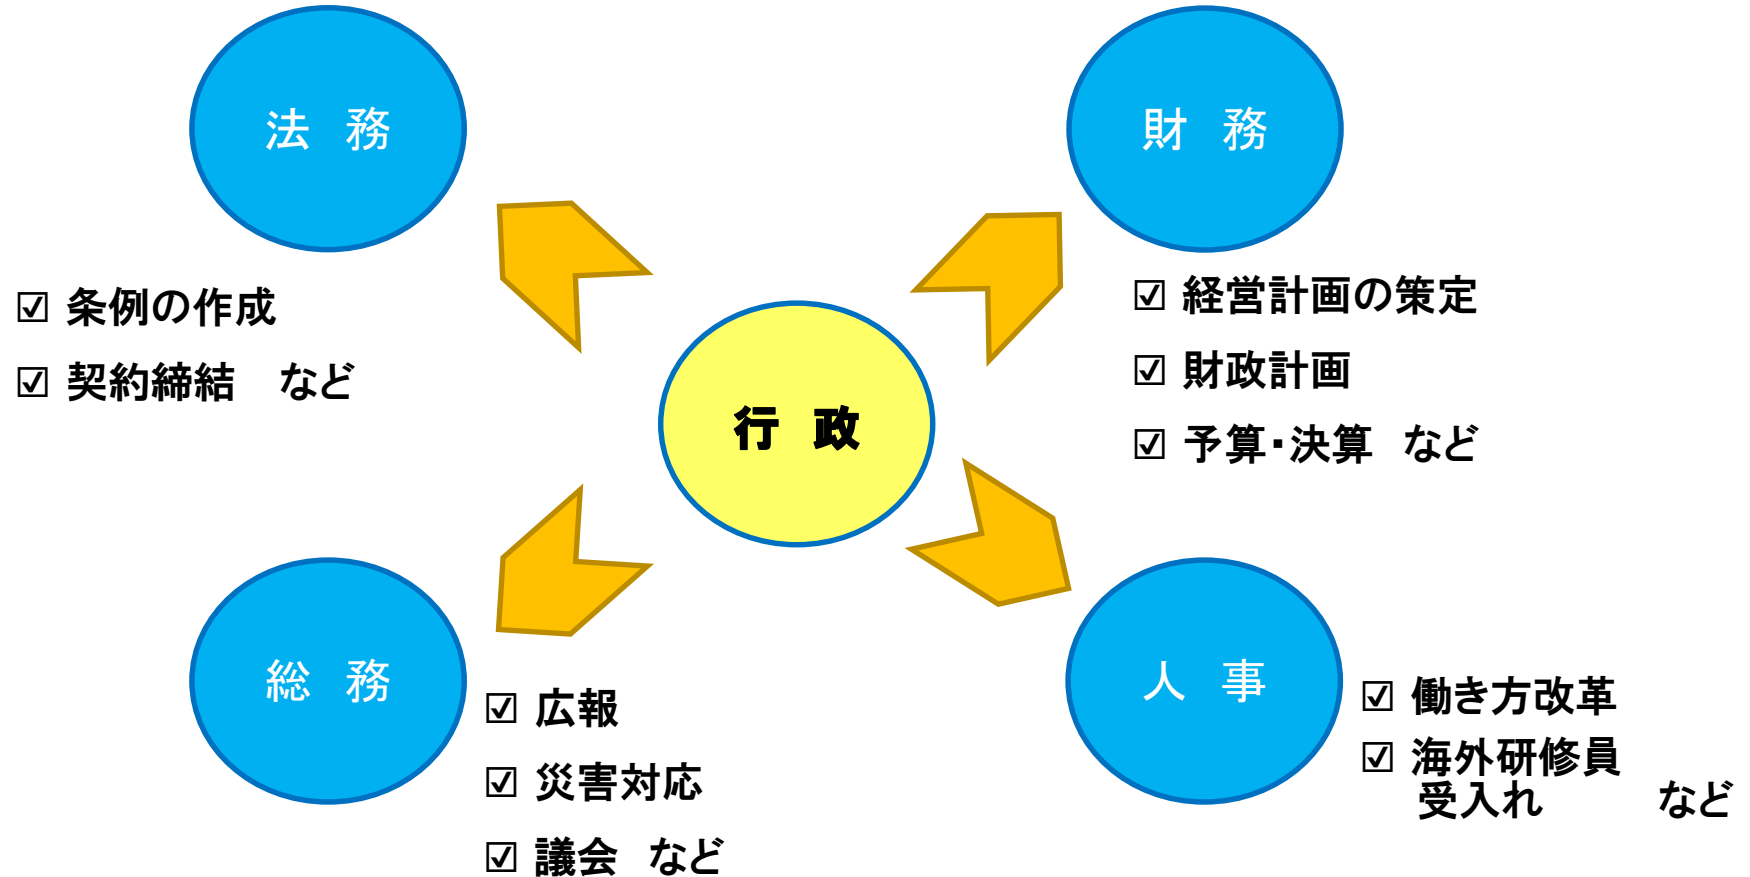 法　務
☑ 条例の作成
☑ 契約締結　など
財　務
☑ 経営計画の策定
☑ 財政計画
☑ 予算・決算　など
行　政
総　務
☑ 広報
☑ 災害対応
☑ 議会　など
人　事
☑ 働き方改革
☑ 海外研修員
受入れ　　など